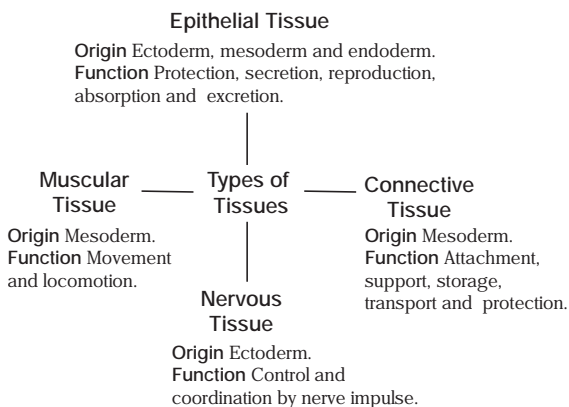 Epithelial Tissue
Origin Ectoderm, mesoderm and endoderm.
Function Protection, secretion, reproduction,
absorption and excretion.
Muscular
Tissue
Origin Mesoderm.
Function Movement
and locomotion.
Types of
Tissues
Connective
Tissue
Origin Mesoderm.
Function Attachment,
support, storage,
transport and protection.
Nervous
Tissue
Origin Ectoderm.
Function Control and
coordination by nerve impulse.